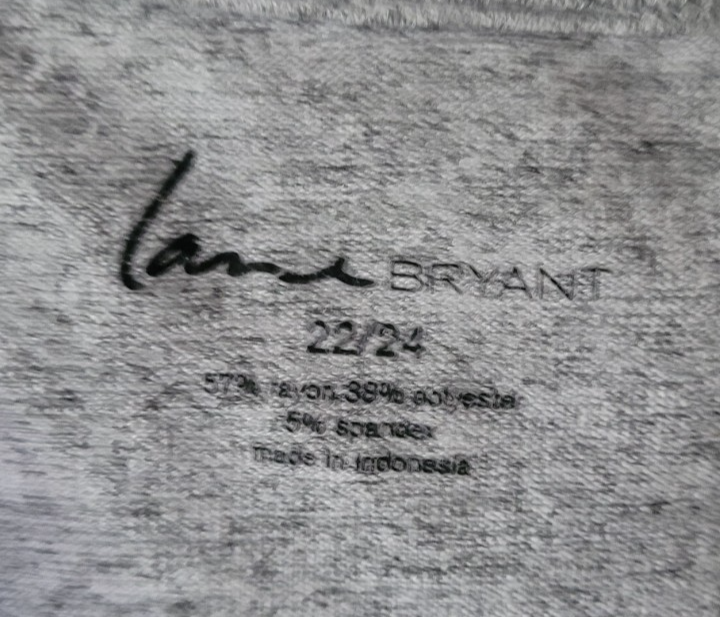 lane BRYANT
22/24
57% rayon 38% polyester
5% spandex
made in indonesia